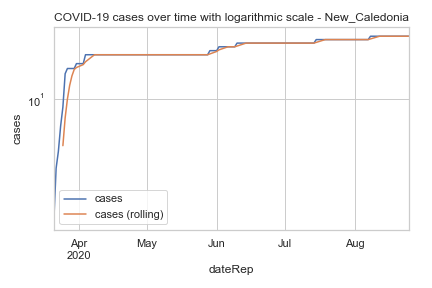 COVID-19 cases over time with logarithmic scale - New_Caledonia
cases
10¹
cases
cases (rolling)
Apr
2020
May
Jun
Jul
Aug
dateRep